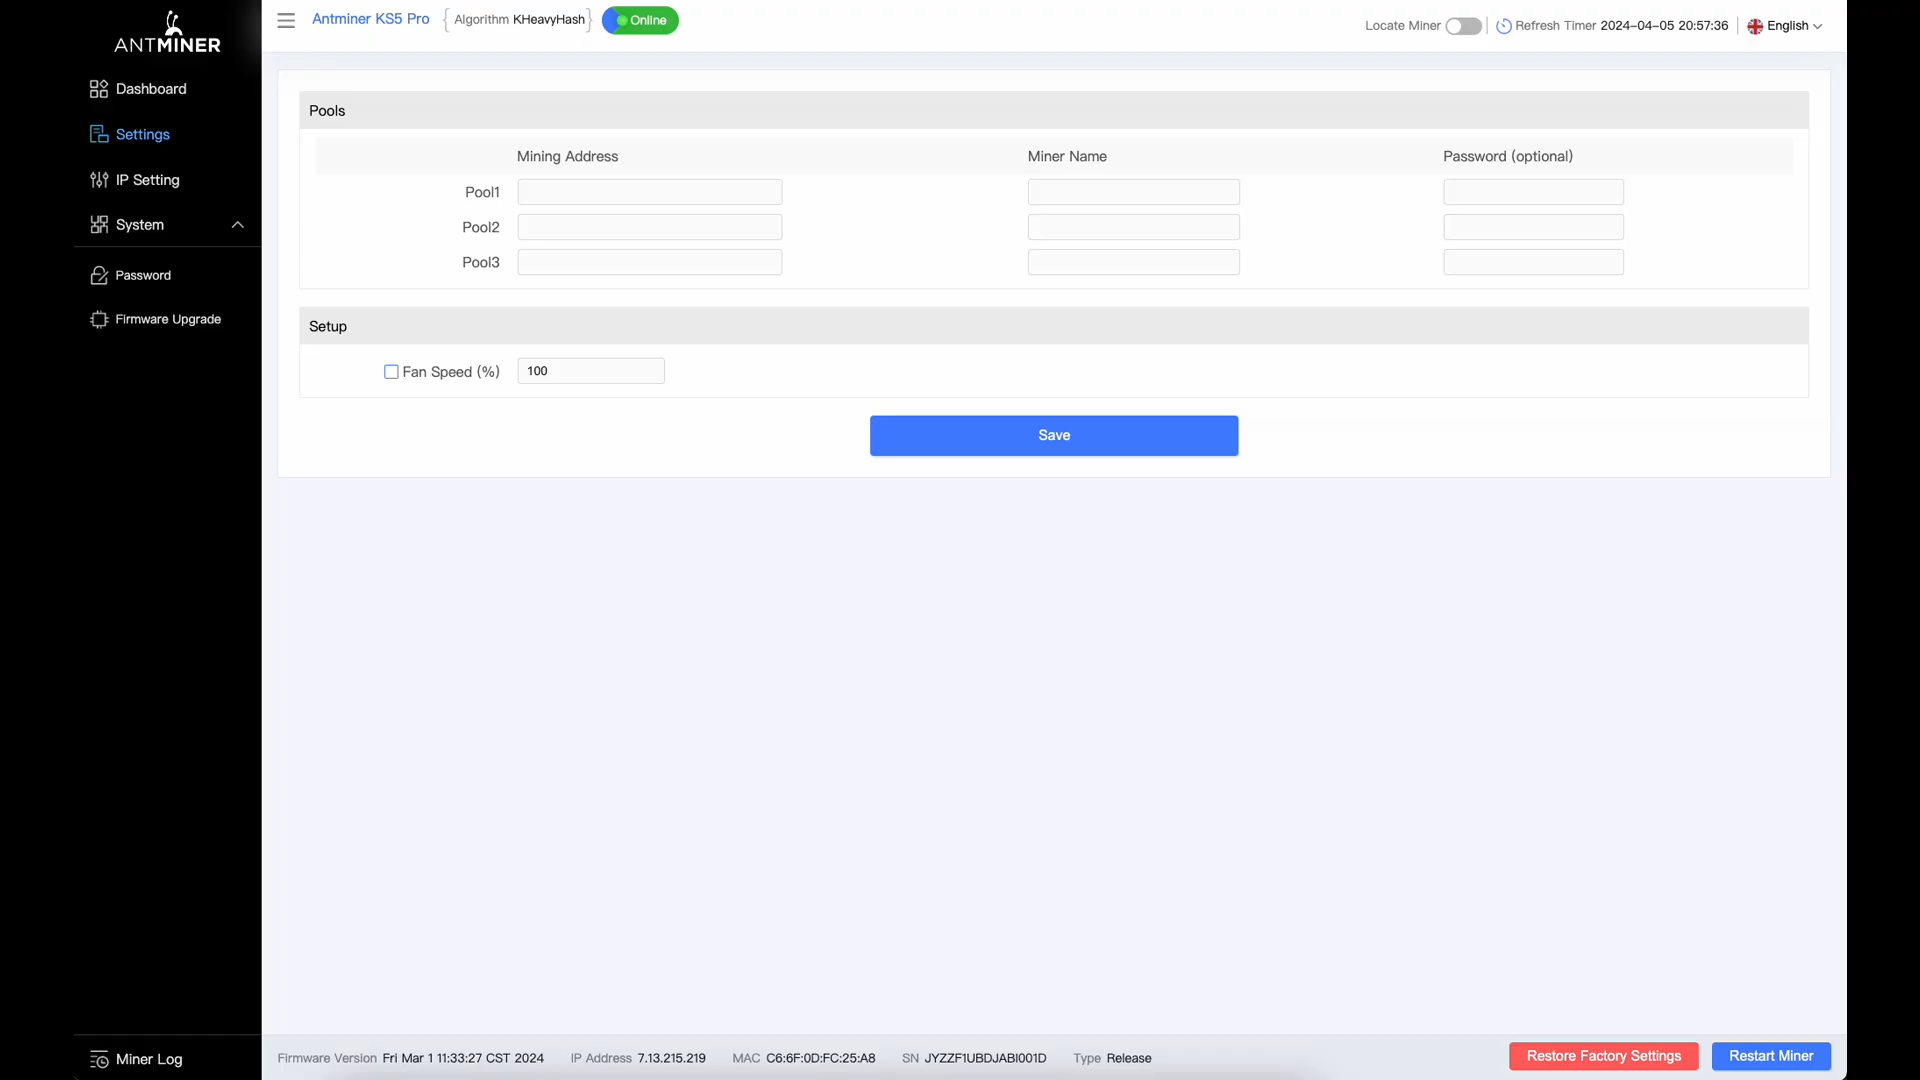 ANTMINER
Antminer KS5 Pro
Algorithm KHeavyHash
Online
Locate Miner
Refresh Timer 2024-04-05 20:57:36
English
Dashboard
Settings
IP Setting
System
Password
Firmware Upgrade
Pools
Mining Address Miner Name Password (optional)
Pool1
Pool2
Pool3
Setup
Fan Speed (%) 100
Save
Miner Log
Firmware Version Fri Mar 1 11:33:27 CST 2024 IP Address 7.13.215.219 MAC C6:6F:0D:FC:25:A8 SN JYZZF1UBDJABI001D Type Release
Restore Factory Settings
Restart Miner